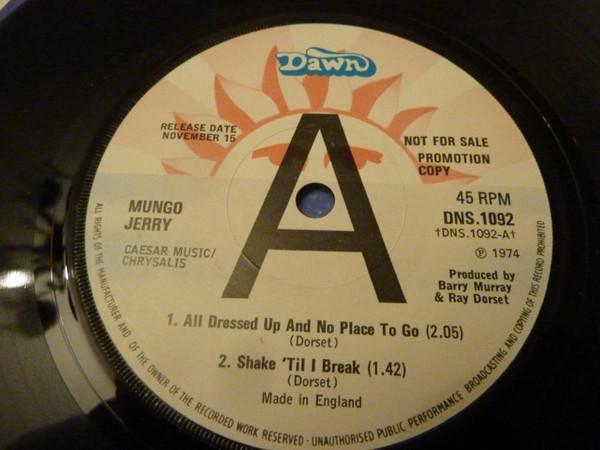 Dawn
RELEASE DATE
NOVEMBER 15
A
NOT FOR SALE
PROMOTION
COPY
MUNGO
JERRY
CAESAR MUSIC/
CHRYSALIS
45 RPM
DNS.1092
†DNS.1092-A†
℗ 1974
Produced by
Barry Murray
& Ray Dorset
1. All Dressed Up And No Place To Go (2.05)
(Dorset)
2. Shake 'Til I Break (1.42)
(Dorset)
Made in England
ALL RIGHTS OF THE MANUFACTURER AND OF THE OWNER OF THE RECORDED WORK RESERVED · UNAUTHORISED PUBLIC PERFORMANCE BROADCASTING AND COPYING OF THIS RECORD PROHIBITED